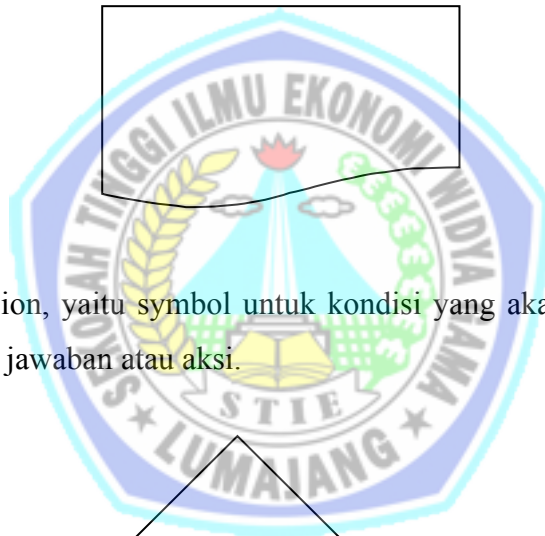 SEKOLAH TINGGI ILMU EKONOMI WIDYA GAMA
ion, yaitu symbol untuk kondisi yang aka
jawaban atau aksi.
STIE
★ LUMAJANG ★